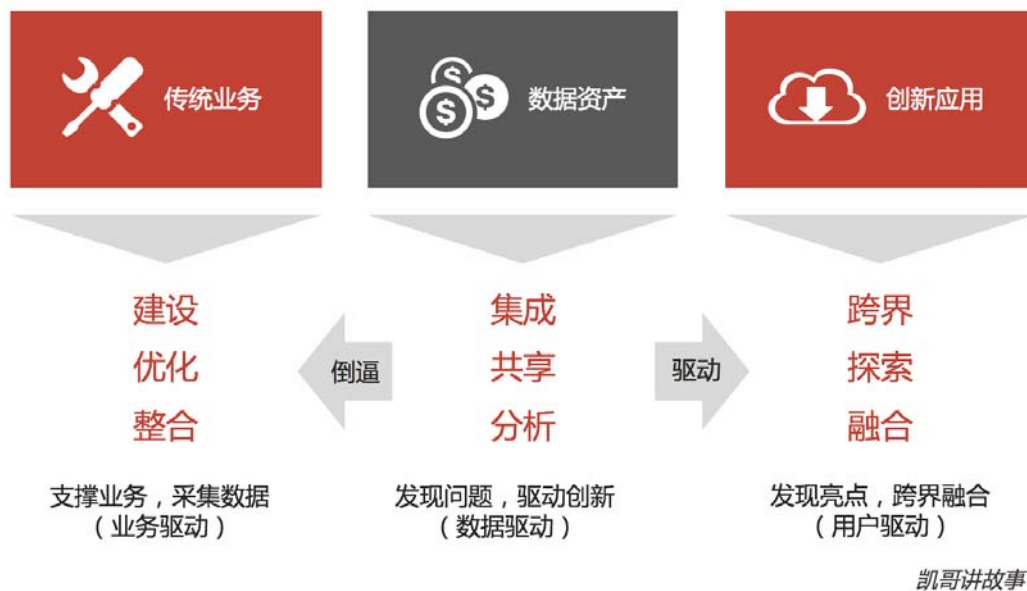 传统业务
数据资产
创新应用
建设
优化
整合
倒逼
集成
共享
分析
驱动
跨界
探索
融合
支撑业务，采集数据
（业务驱动）
发现问题，驱动创新
（数据驱动）
发现亮点，跨界融合
（用户驱动）
凯哥讲故事